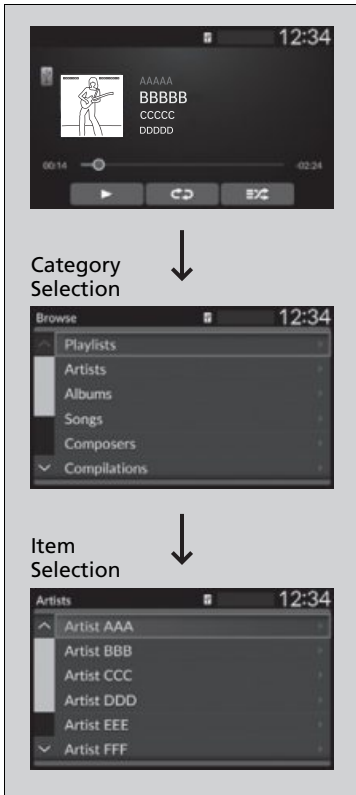 12:34
AAAAA
BBBBB
CCCCC
DDDDD
00:14
-02:24
Category
Selection
Browse 12:34
Playlists
Artists
Albums
Songs
Composers
Compilations
Item
Selection
Artists 12:34
Artist AAA
Artist BBB
Artist CCC
Artist DDD
Artist EEE
Artist FFF